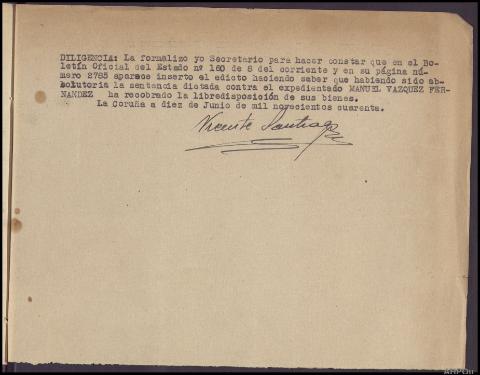 DILIGENCIA: La formalizo yo Secretario para hacer constar que en el Bo-
letín Oficial del Estado nº 160 de 8 del corriente y en su página nú-
mero 2785 aparece inserto el edicto haciendo saber que habiendo sido ab-
solutoria la sentencia dictada contra el expedientado MANUEL VAZQUEZ FER-
NANDEZ ha recobrado la libredisposición de sus bienes.
La Coruña a diez de Junio de mil novecientos cuarenta.
Vicente Santiago